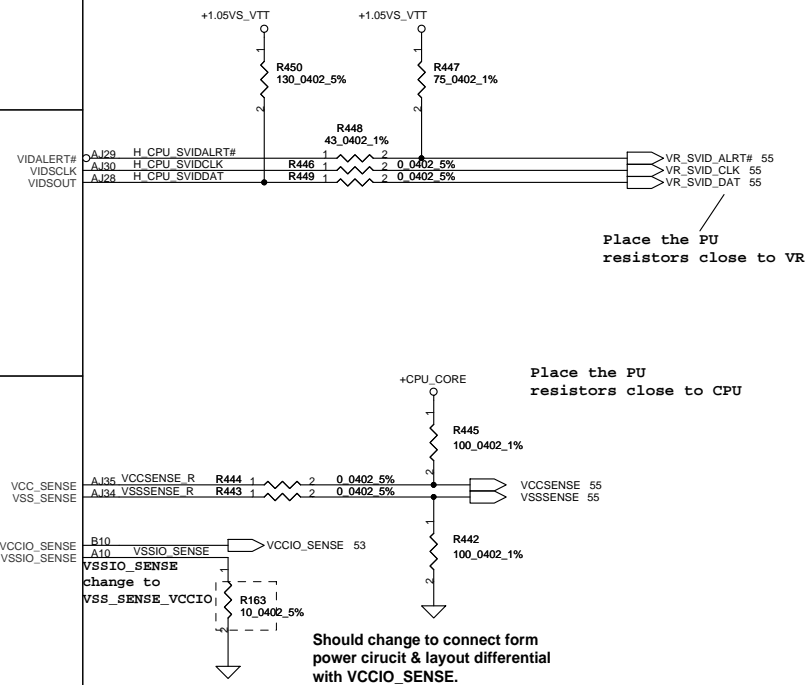 +1.05VS_VTT
+1.05VS_VTT
1
R450
130_0402_5%
2
1
R447
75_0402_1%
2
R448
43_0402_1%
VIDALERT# AJ29 H_CPU_SVIDALRT# 1 2 VR_SVID_ALRT# 55
VIDSCLK AJ30 H_CPU_SVIDCLK R446 1 2 0_0402_5% VR_SVID_CLK 55
VIDSOUT AJ28 H_CPU_SVIDDAT R449 1 2 0_0402_5% VR_SVID_DAT 55
Place the PU
resistors close to VR
Place the PU
resistors close to CPU
+CPU_CORE
1
R445
100_0402_1%
2
VCC_SENSE AJ35 VCCSENSE_R R444 1 2 0_0402_5% VCCSENSE 55
VSS_SENSE AJ34 VSSSENSE_R R443 1 2 0_0402_5% VSSSENSE 55
1
R442
100_0402_1%
2
VCCIO_SENSE B10 VCCIO_SENSE 53
VSSIO_SENSE A10 VSSIO_SENSE
VSSIO_SENSE
change to
VSS_SENSE_VCCIO
1
R163
10_0402_5%
2
Should change to connect form
power cirucit & layout differential
with VCCIO_SENSE.